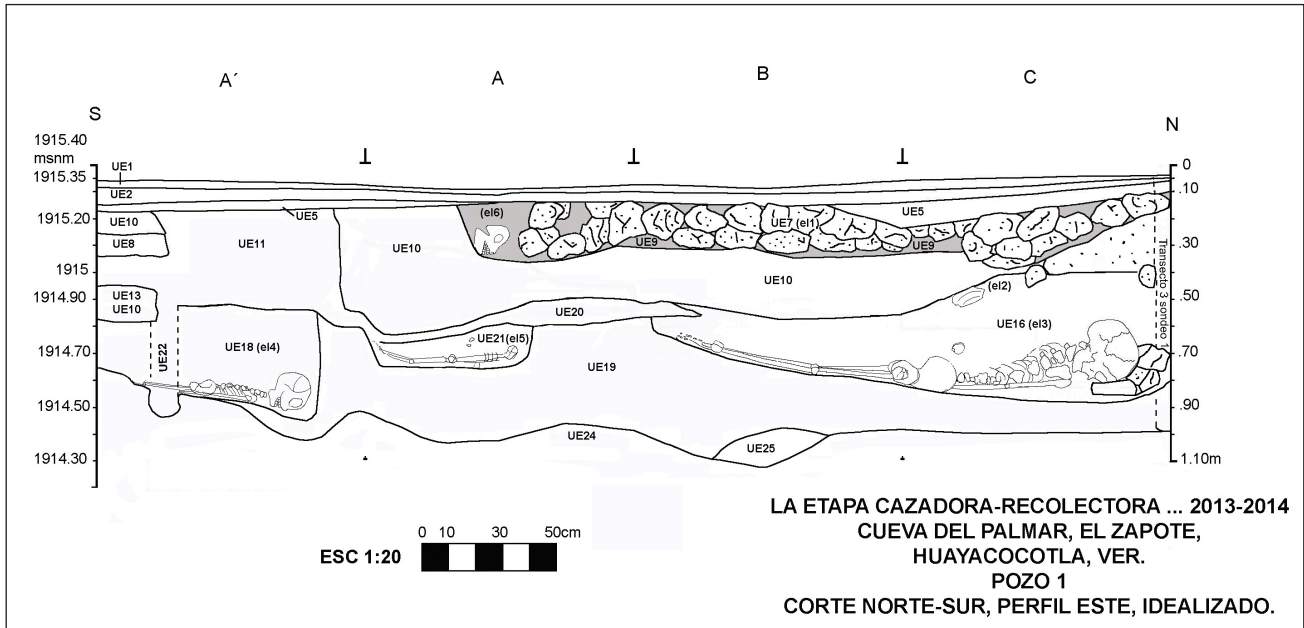 A´ A B C
S N
1915.40
msnm
UE1
0
1915.35
UE2
.10
UE5 (el6) UE7 (el1) UE5
1915.20
UE10
UE8 UE11 UE10 UE9 UE9
.30
1915
UE10
(el2)
1914.90
UE13
UE10
UE20
.50
UE16 (el3)
Transecto 3 sondeo 1
UE22
UE18 (el4)
UE21(el5)
1914.70
.70
UE19
1914.50
.90
UE24
UE25
1914.30
1.10m
0 10 30 50cm
ESC 1:20
LA ETAPA CAZADORA-RECOLECTORA ... 2013-2014
CUEVA DEL PALMAR, EL ZAPOTE,
HUAYACOCOTLA, VER.
POZO 1
CORTE NORTE-SUR, PERFIL ESTE, IDEALIZADO.